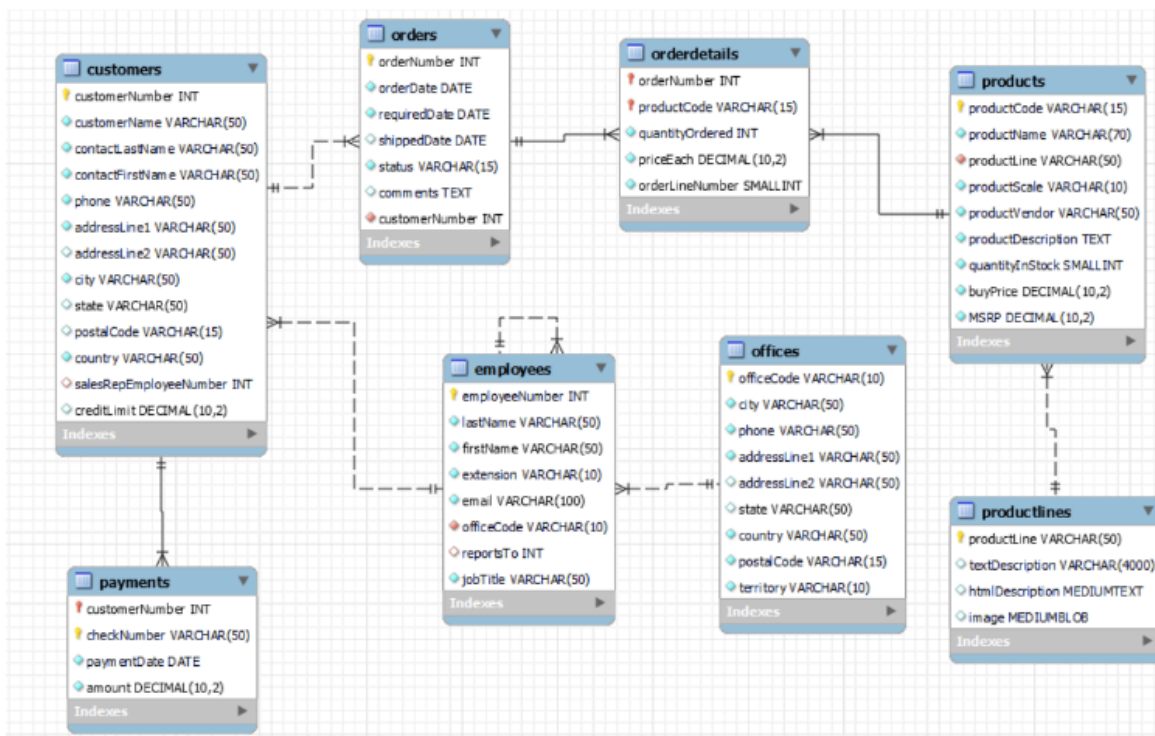 customers
customerNumber INT
customerName VARCHAR(50)
contactLastName VARCHAR(50)
contactFirstName VARCHAR(50)
phone VARCHAR(50)
addressLine1 VARCHAR(50)
addressLine2 VARCHAR(50)
city VARCHAR(50)
state VARCHAR(50)
postalCode VARCHAR(15)
country VARCHAR(50)
salesRepEmployeeNumber INT
creditLimit DECIMAL(10,2)
Indexes
orders
orderNumber INT
orderDate DATE
requiredDate DATE
shippedDate DATE
status VARCHAR(15)
comments TEXT
customerNumber INT
Indexes
orderdetails
orderNumber INT
productCode VARCHAR(15)
quantityOrdered INT
priceEach DECIMAL(10,2)
orderLineNumber SMALLINT
Indexes
products
productCode VARCHAR(15)
productName VARCHAR(70)
productLine VARCHAR(50)
productScale VARCHAR(10)
productVendor VARCHAR(50)
productDescription TEXT
quantityInStock SMALLINT
buyPrice DECIMAL(10,2)
MSRP DECIMAL(10,2)
Indexes
employees
employeeNumber INT
lastName VARCHAR(50)
firstName VARCHAR(50)
extension VARCHAR(10)
email VARCHAR(100)
officeCode VARCHAR(10)
reportsTo INT
jobTitle VARCHAR(50)
Indexes
offices
officeCode VARCHAR(10)
city VARCHAR(50)
phone VARCHAR(50)
addressLine1 VARCHAR(50)
addressLine2 VARCHAR(50)
state VARCHAR(50)
country VARCHAR(50)
postalCode VARCHAR(15)
territory VARCHAR(10)
Indexes
productlines
productLine VARCHAR(50)
textDescription VARCHAR(4000)
htmlDescription MEDIUMTEXT
image MEDIUMBLOB
Indexes
payments
customerNumber INT
checkNumber VARCHAR(50)
paymentDate DATE
amount DECIMAL(10,2)
Indexes